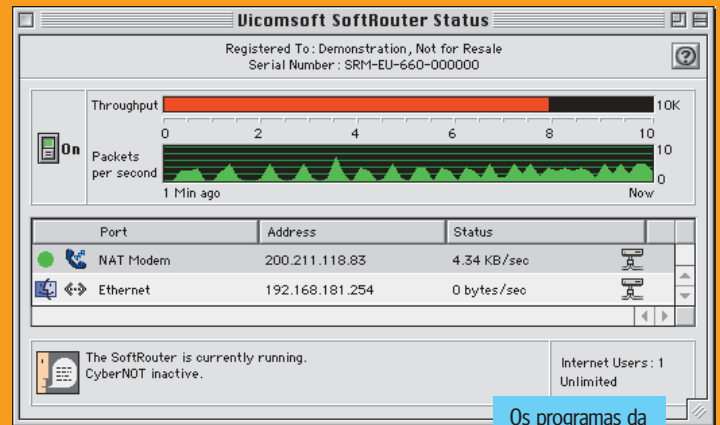 Vicomsoft SoftRouter Status
Registered To: Demonstration, Not for Resale
Serial Number: SRM-EU-660-000000
?
Throughput
10K
0 2 4 6 8 10
On
Packets
per second
10
0
1 Min ago
Now
Port Address Status
NAT Modem 200.211.118.83 4.34 KB/sec
Ethernet 192.168.181.254 0 bytes/sec
The SoftRouter is currently running.
CyberNOT inactive.
Internet Users: 1
Unlimited
Os programas da